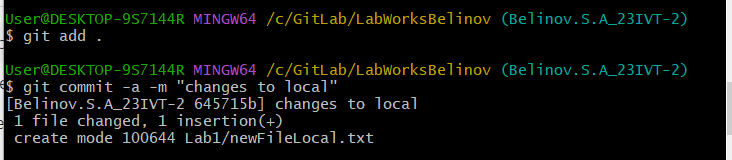 User@DESKTOP-9S7144R MINGW64 /c/GitLab/LabWorksBelinov (Belinov.S.A_23IVT-2)
$ git add .
User@DESKTOP-9S7144R MINGW64 /c/GitLab/LabWorksBelinov (Belinov.S.A_23IVT-2)
$ git commit -a -m "changes to local"
[Belinov.S.A_23IVT-2 645715b] changes to local
1 file changed, 1 insertion(+)
create mode 100644 Lab1/newFileLocal.txt